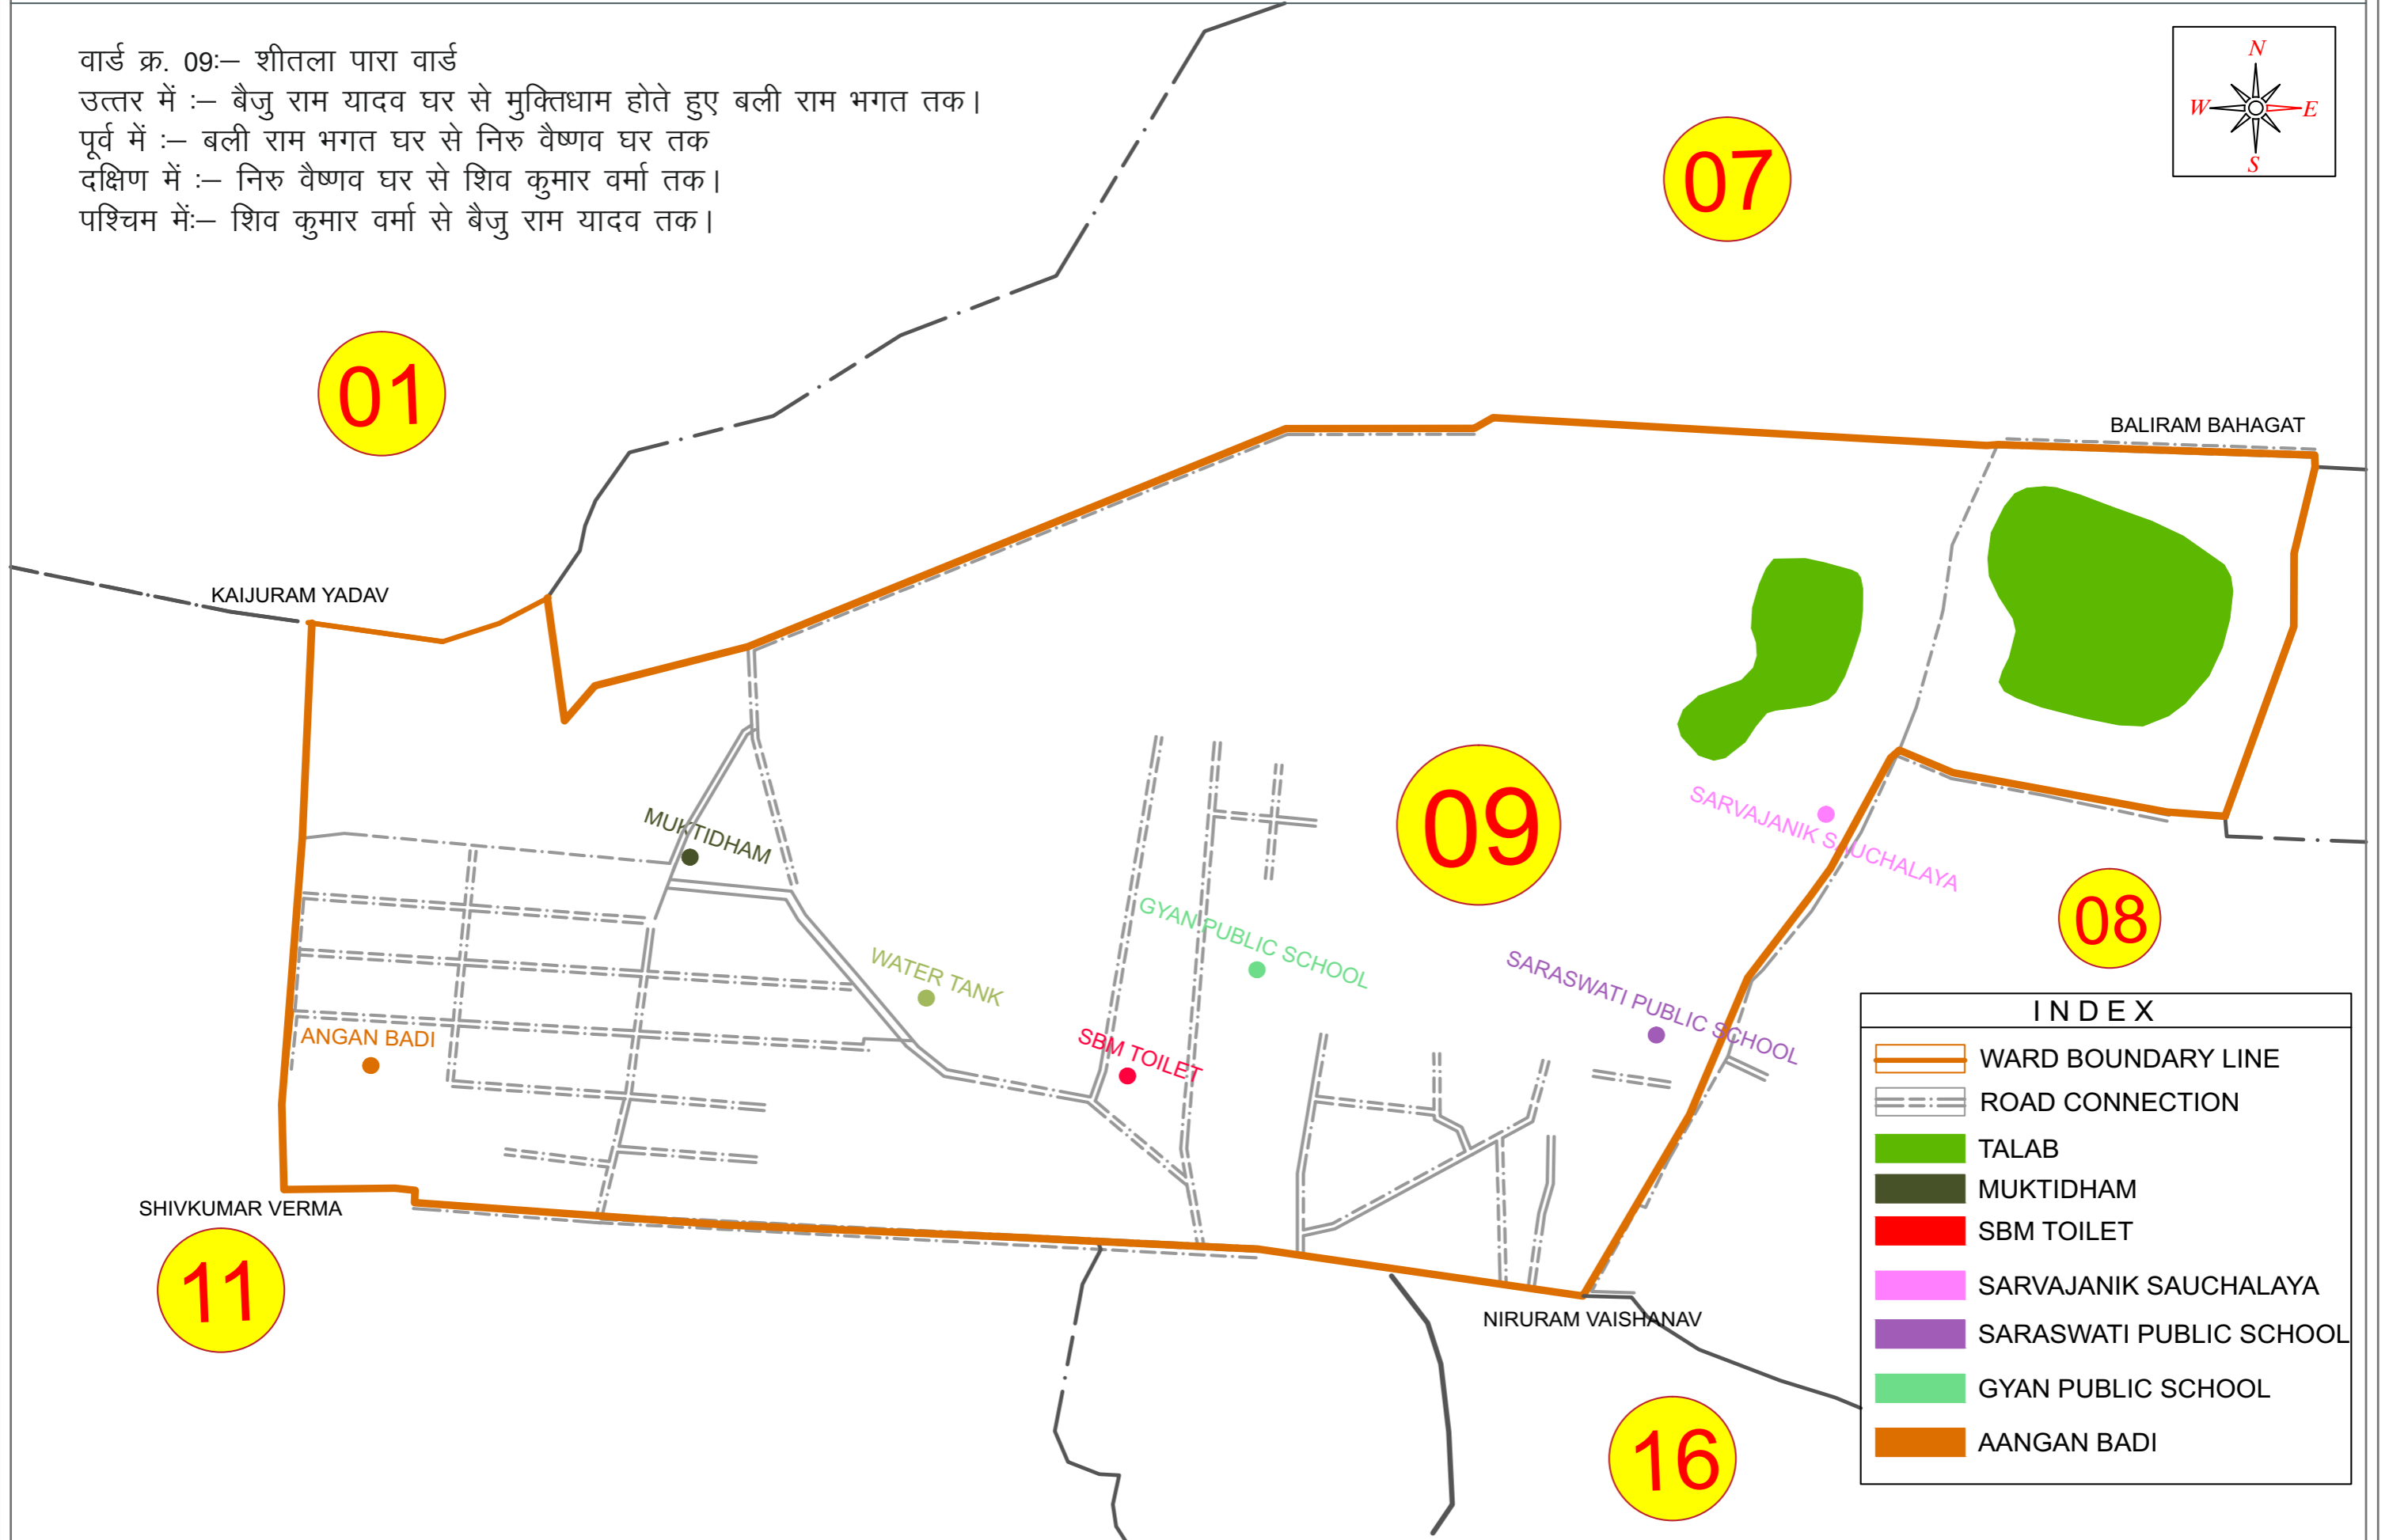 वार्ड क्र. 09:– शीतला पारा वार्ड
उत्तर में :– बैजु राम यादव घर से मुक्तिधाम होते हुए बली राम भगत तक।
पूर्व में :– बली राम भगत घर से निरु वैष्णव घर तक
दक्षिण में :– निरु वैष्णव घर से शिव कुमार वर्मा तक।
पश्चिम में:– शिव कुमार वर्मा से बैजु राम यादव तक।
N
W E
S
07
01
BALIRAM BAHAGAT
KAIJURAM YADAV
MUKTIDHAM
SARVAJANIK SAUCHALAYA
09
08
GYAN PUBLIC SCHOOL
WATER TANK
SARASWATI PUBLIC SCHOOL
ANGAN BADI
SBM TOILET
SHIVKUMAR VERMA
11
NIRURAM VAISHANAV
16
INDEX
WARD BOUNDARY LINE
ROAD CONNECTION
TALAB
MUKTIDHAM
SBM TOILET
SARVAJANIK SAUCHALAYA
SARASWATI PUBLIC SCHOOL
GYAN PUBLIC SCHOOL
AANGAN BADI